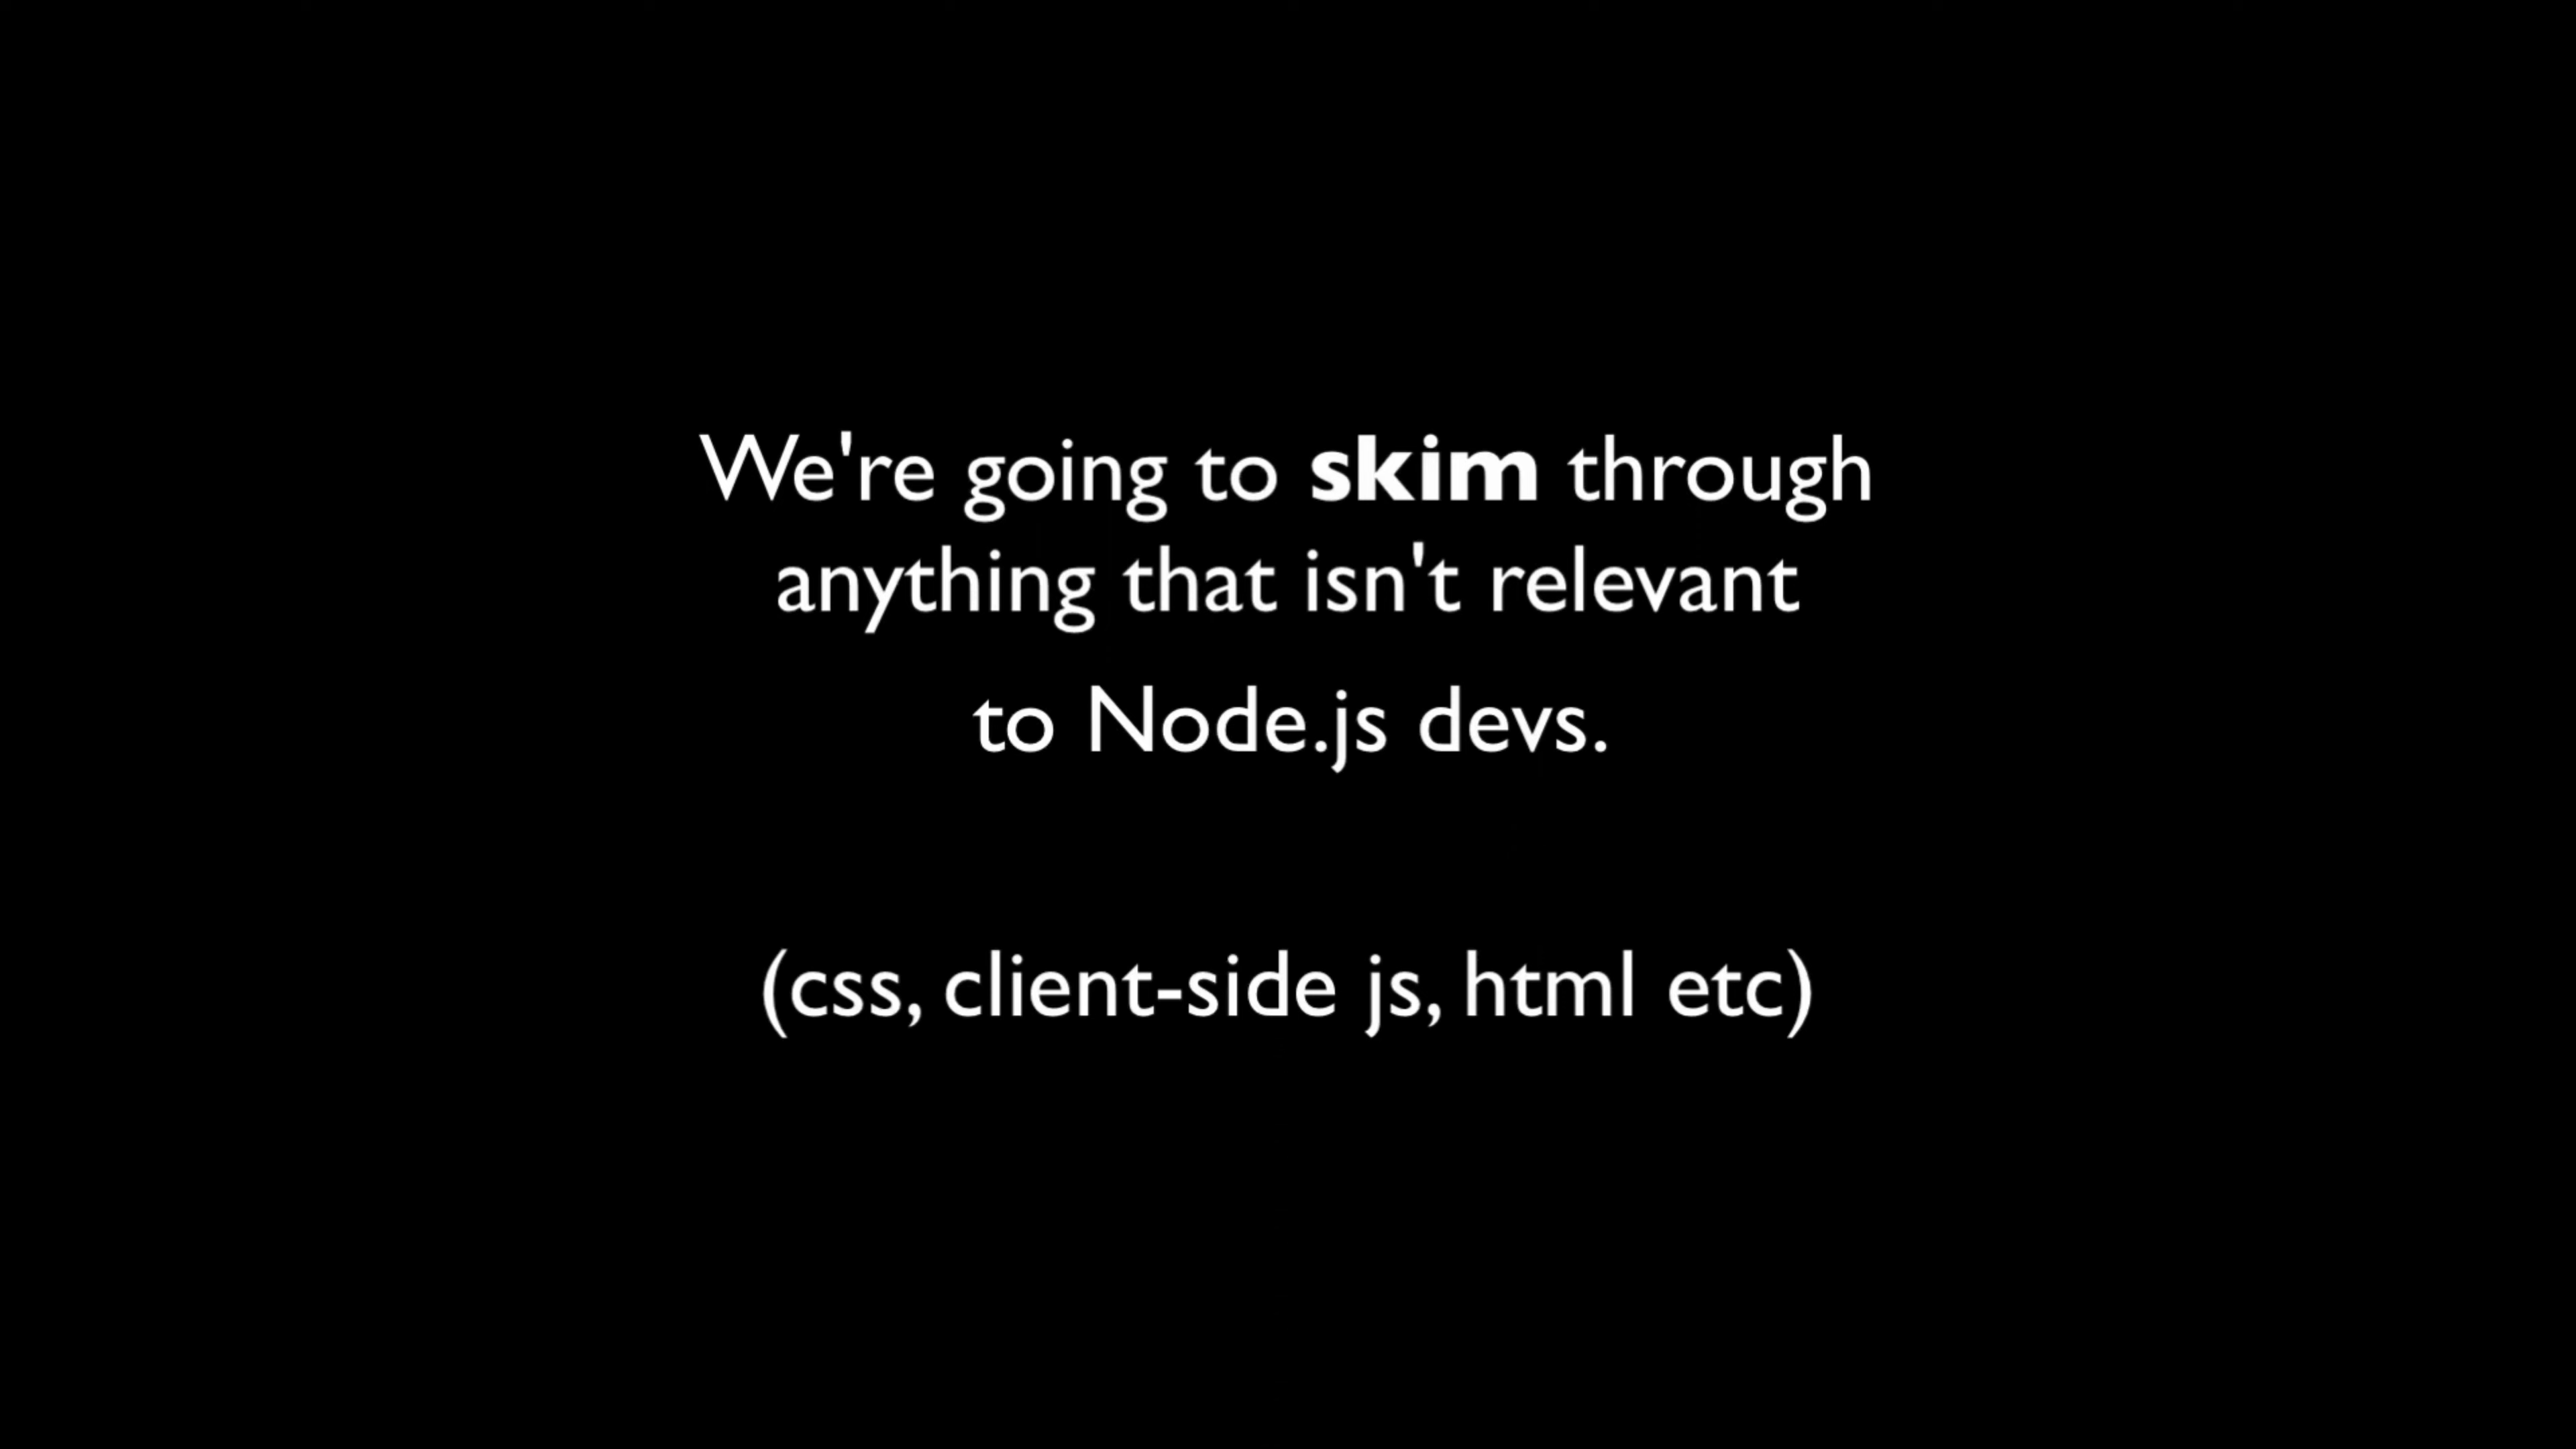 We're going to skim through
anything that isn't relevant
to Node.js devs.
(css, client-side js, html etc)